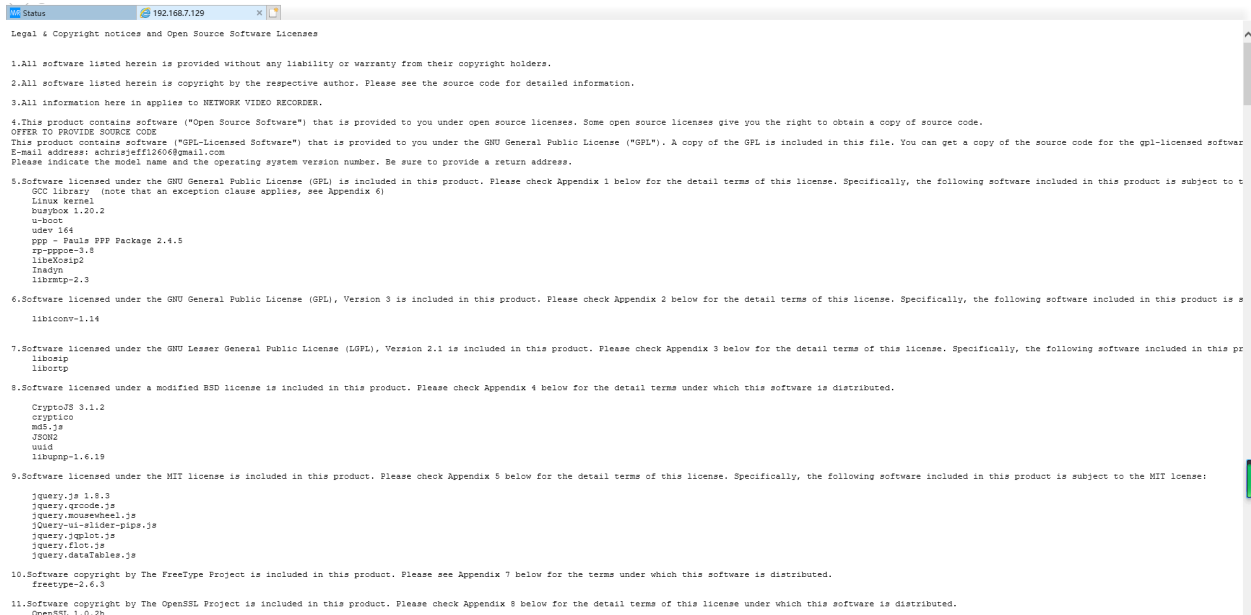 Status
192.168.7.129
Legal & Copyright notices and Open Source Software Licenses
1.All software listed herein is provided without any liability or warranty from their copyright holders.
2.All software listed herein is copyright by the respective author. Please see the source code for detailed information.
3.All information here in applies to NETWORK VIDEO RECORDER.
4.This product contains software ("Open Source Software") that is provided to you under open source licenses. Some open source licenses give you the right to obtain a copy of source code.
OFFER TO PROVIDE SOURCE CODE
This product contains software ("GPL-Licensed Software") that is provided to you under the GNU General Public License ("GPL"). A copy of the GPL is included in this file. You can get a copy of the source code for the gpl-licensed softwar
E-mail address: achrisjeff12606@gmail.com
Please indicate the model name and the operating system version number. Be sure to provide a return address.
5.Software licensed under the GNU General Public License (GPL) is included in this product. Please check Appendix 1 below for the detail terms of this license. Specifically, the following software included in this product is subject to t
GCC library (note that an exception clause applies, see Appendix 6)
Linux kernel
busybox 1.20.2
u-boot
udev 164
ppp - Pauls PPP Package 2.4.5
rp-pppoe-3.8
libeXosip2
Inadyn
librmtp-2.3
6.Software licensed under the GNU General Public License (GPL), Version 3 is included in this product. Please check Appendix 2 below for the detail terms of this license. Specifically, the following software included in this product is s
libiconv-1.14
7.Software licensed under the GNU Lesser General Public License (LGPL), Version 2.1 is included in this product. Please check Appendix 3 below for the detail terms of this license. Specifically, the following software included in this pr
libosip
libortp
8.Software licensed under a modified BSD license is included in this product. Please check Appendix 4 below for the detail terms under which this software is distributed.
CryptoJS 3.1.2
cryptico
md5.js
JSON2
uuid
libupnp-1.6.19
9.Software licensed under the MIT license is included in this product. Please check Appendix 5 below for the detail terms of this license. Specifically, the following software included in this product is subject to the MIT lcense:
jquery.js 1.8.3
jquery.qrcode.js
jquery.mousewheel.js
jQuery-ui-slider-pips.js
jquery.jqplot.js
jquery.flot.js
jquery.dataTables.js
10.Software copyright by The FreeType Project is included in this product. Please see Appendix 7 below for the terms under which this software is distributed.
freetype-2.6.3
11.Software copyright by The OpenSSL Project is included in this product. Please check Appendix 8 below for the detail terms of this license under which this software is distributed.
OpenSSL 1.0.2h